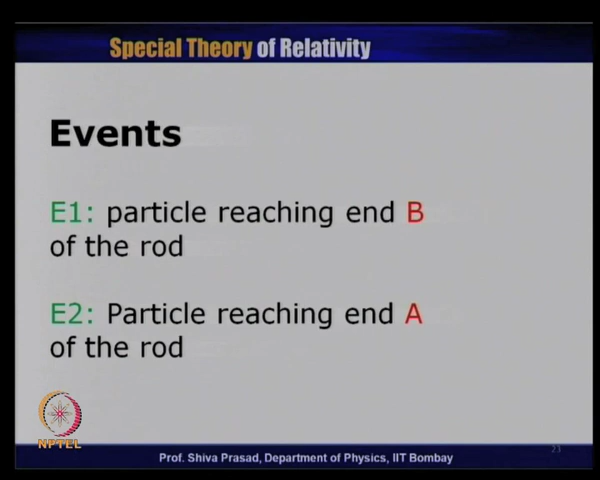 Special Theory of Relativity
Events
E1: particle reaching end B
of the rod
E2: Particle reaching end A
of the rod
NPTEL
23
Prof. Shiva Prasad, Department of Physics, IIT Bombay